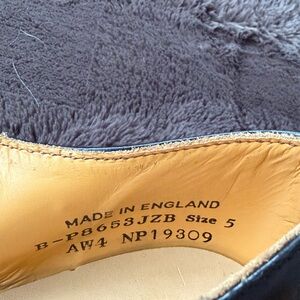 MADE IN ENGLAND
B-P8653JZB Size 5
AW4 NP19309